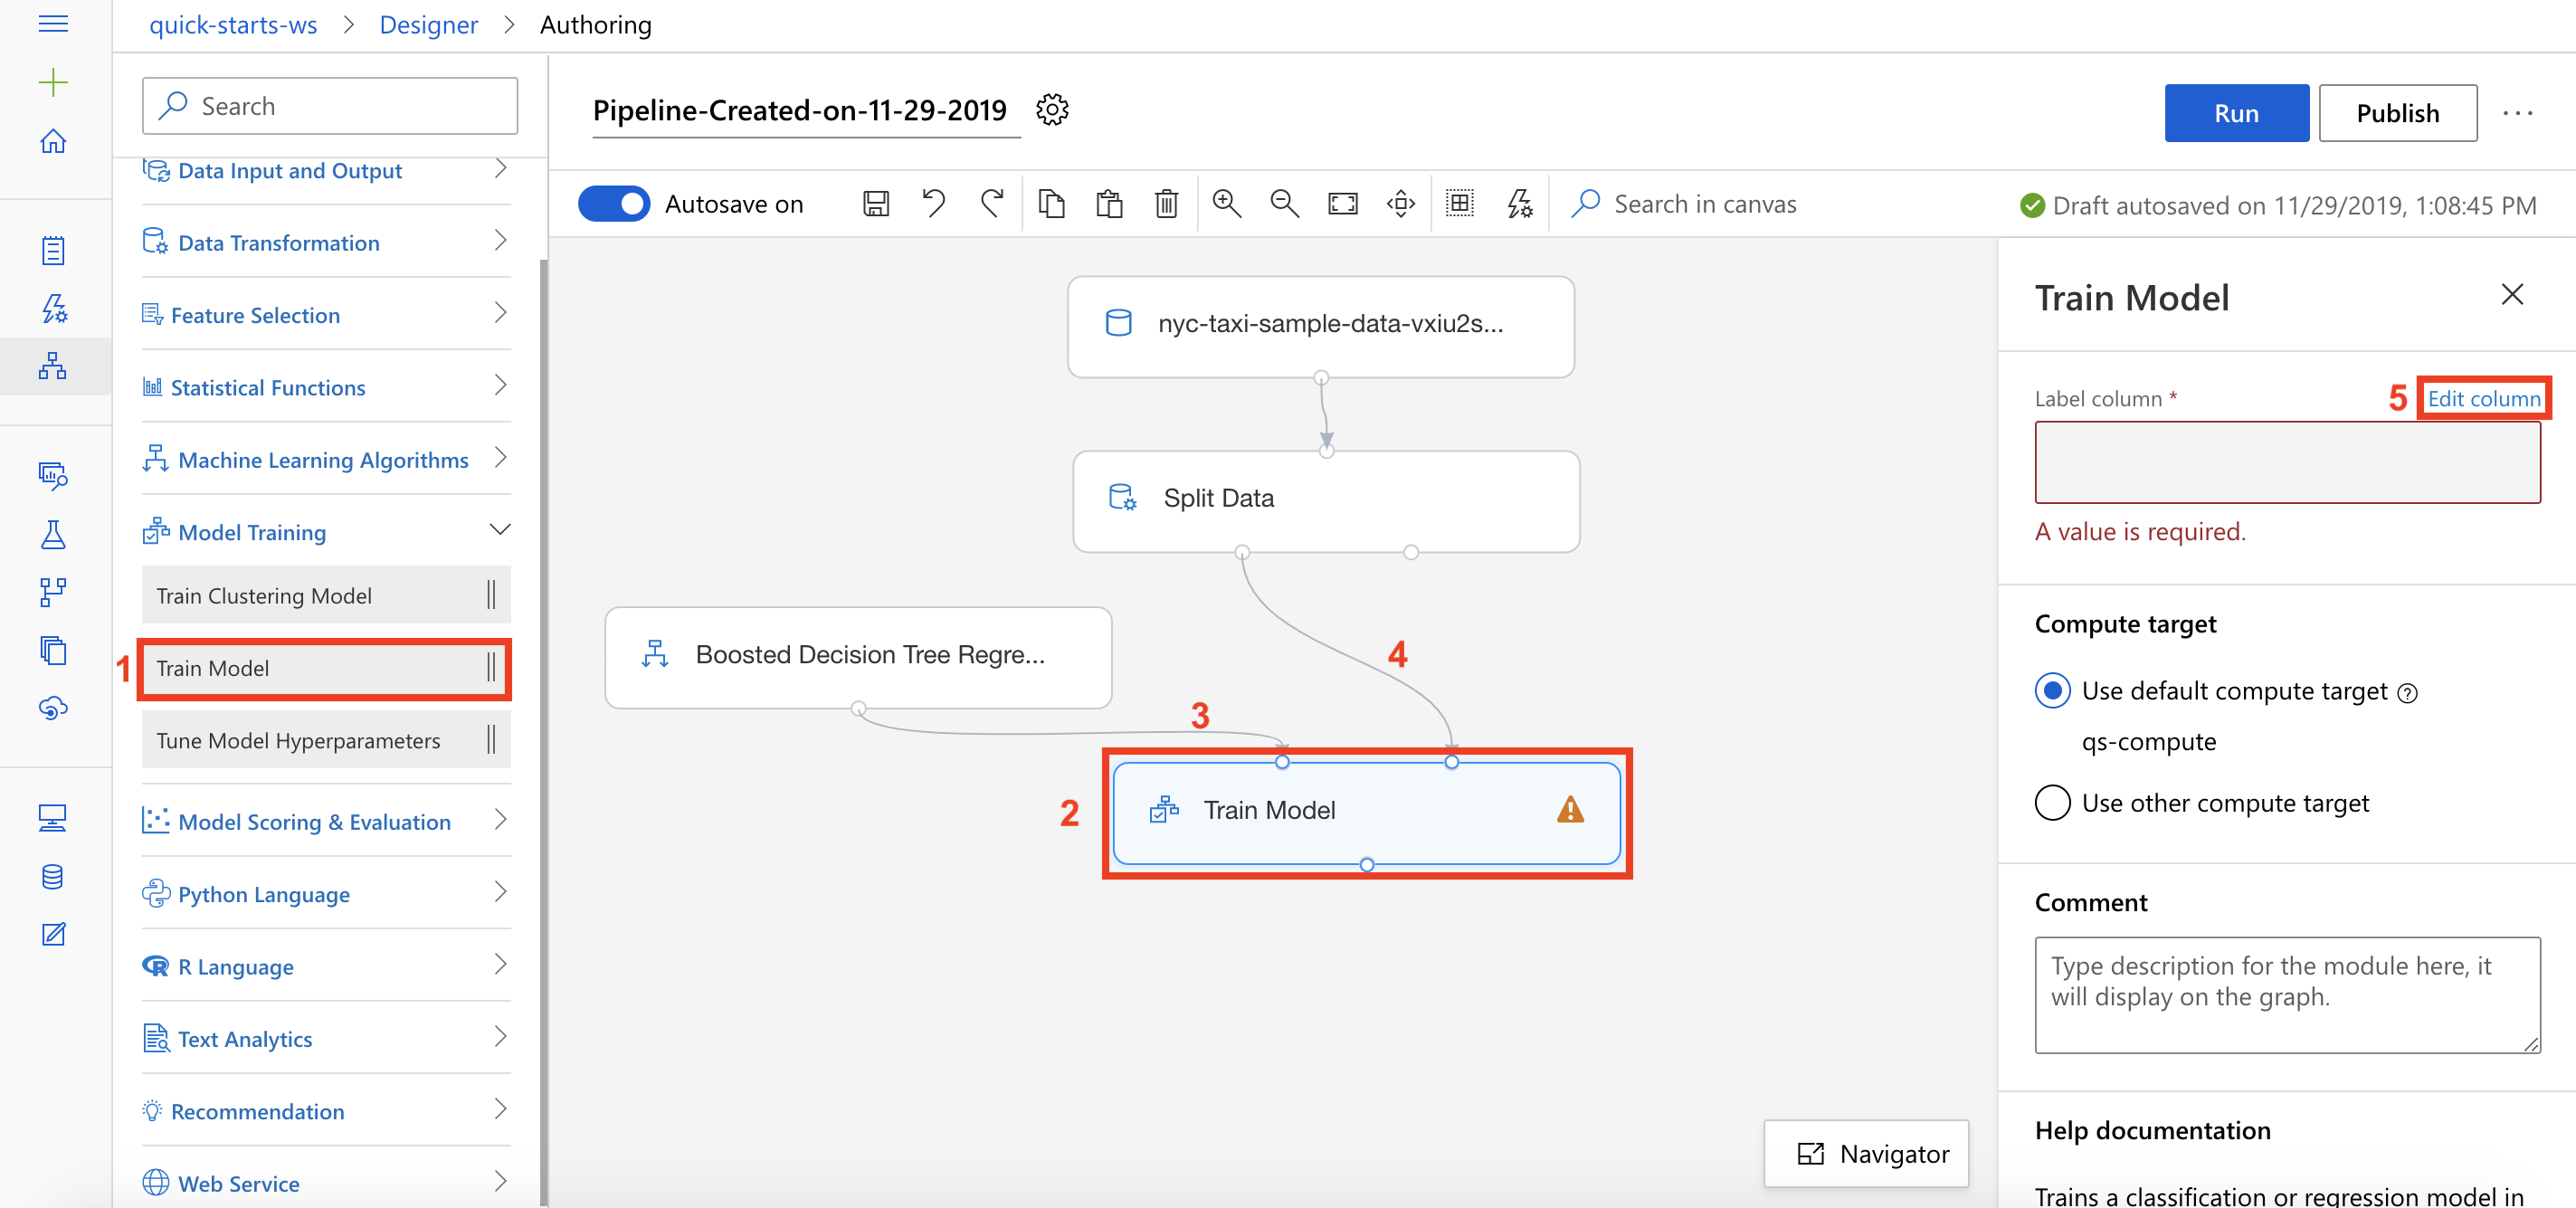 quick-starts-ws > Designer > Authoring
Search
Data Input and Output
Data Transformation
Feature Selection
Statistical Functions
Machine Learning Algorithms
Model Training
Train Clustering Model
1
Train Model
Tune Model Hyperparameters
Model Scoring & Evaluation
Python Language
R Language
Text Analytics
Recommendation
Web Service
Pipeline-Created-on-11-29-2019
Run
Publish
...
Autosave on
Search in canvas
Draft autosaved on 11/29/2019, 1:08:45 PM
nyc-taxi-sample-data-vxiu2s...
Split Data
Boosted Decision Tree Regre...
4
3
2
Train Model
Navigator
Train Model
Label column *
5
Edit column
A value is required.
Compute target
Use default compute target
qs-compute
Use other compute target
Comment
Type description for the module here, it
will display on the graph.
Help documentation
Trains a classification or regression model in